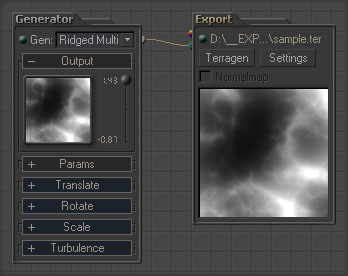 Generator
Gen: Ridged Multi
— Output
1,43
-0,87
+ Params
+ Translate
+ Rotate
+ Scale
+ Turbulence
Export
D:\__EXP...\sample.ter
Terragen Settings
Normalmap